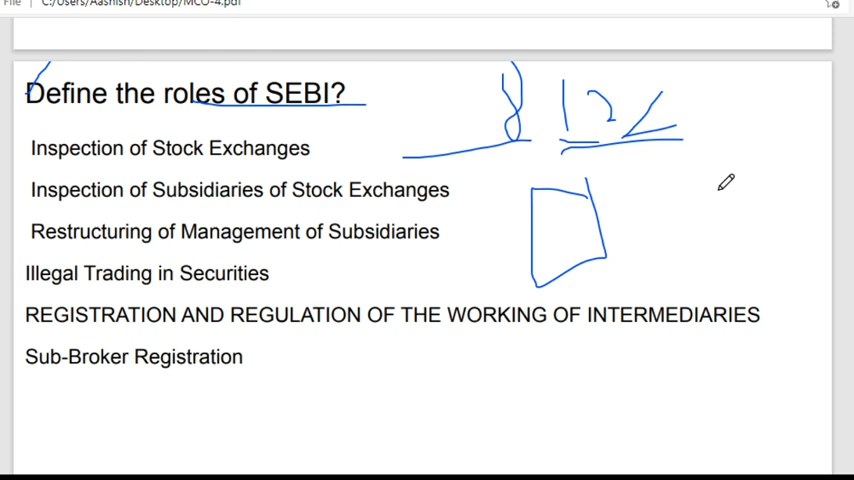 File | C:/Users/Aashish/Desktop/MCO-4.pdf
Define the roles of SEBI?
Inspection of Stock Exchanges
Inspection of Subsidiaries of Stock Exchanges
Restructuring of Management of Subsidiaries
Illegal Trading in Securities
REGISTRATION AND REGULATION OF THE WORKING OF INTERMEDIARIES
Sub-Broker Registration